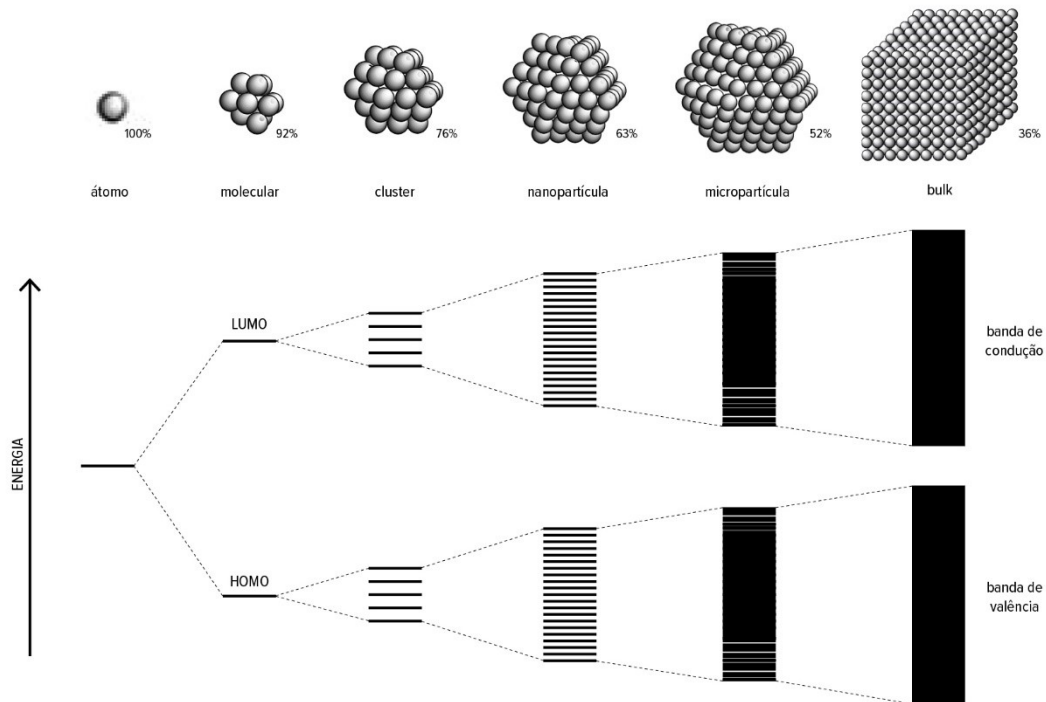 100%
92%
76%
63%
52%
36%
átomo
molecular
cluster
nanopartícula
micropartícula
bulk
ENERGIA
LUMO
HOMO
banda de
condução
banda de
valência